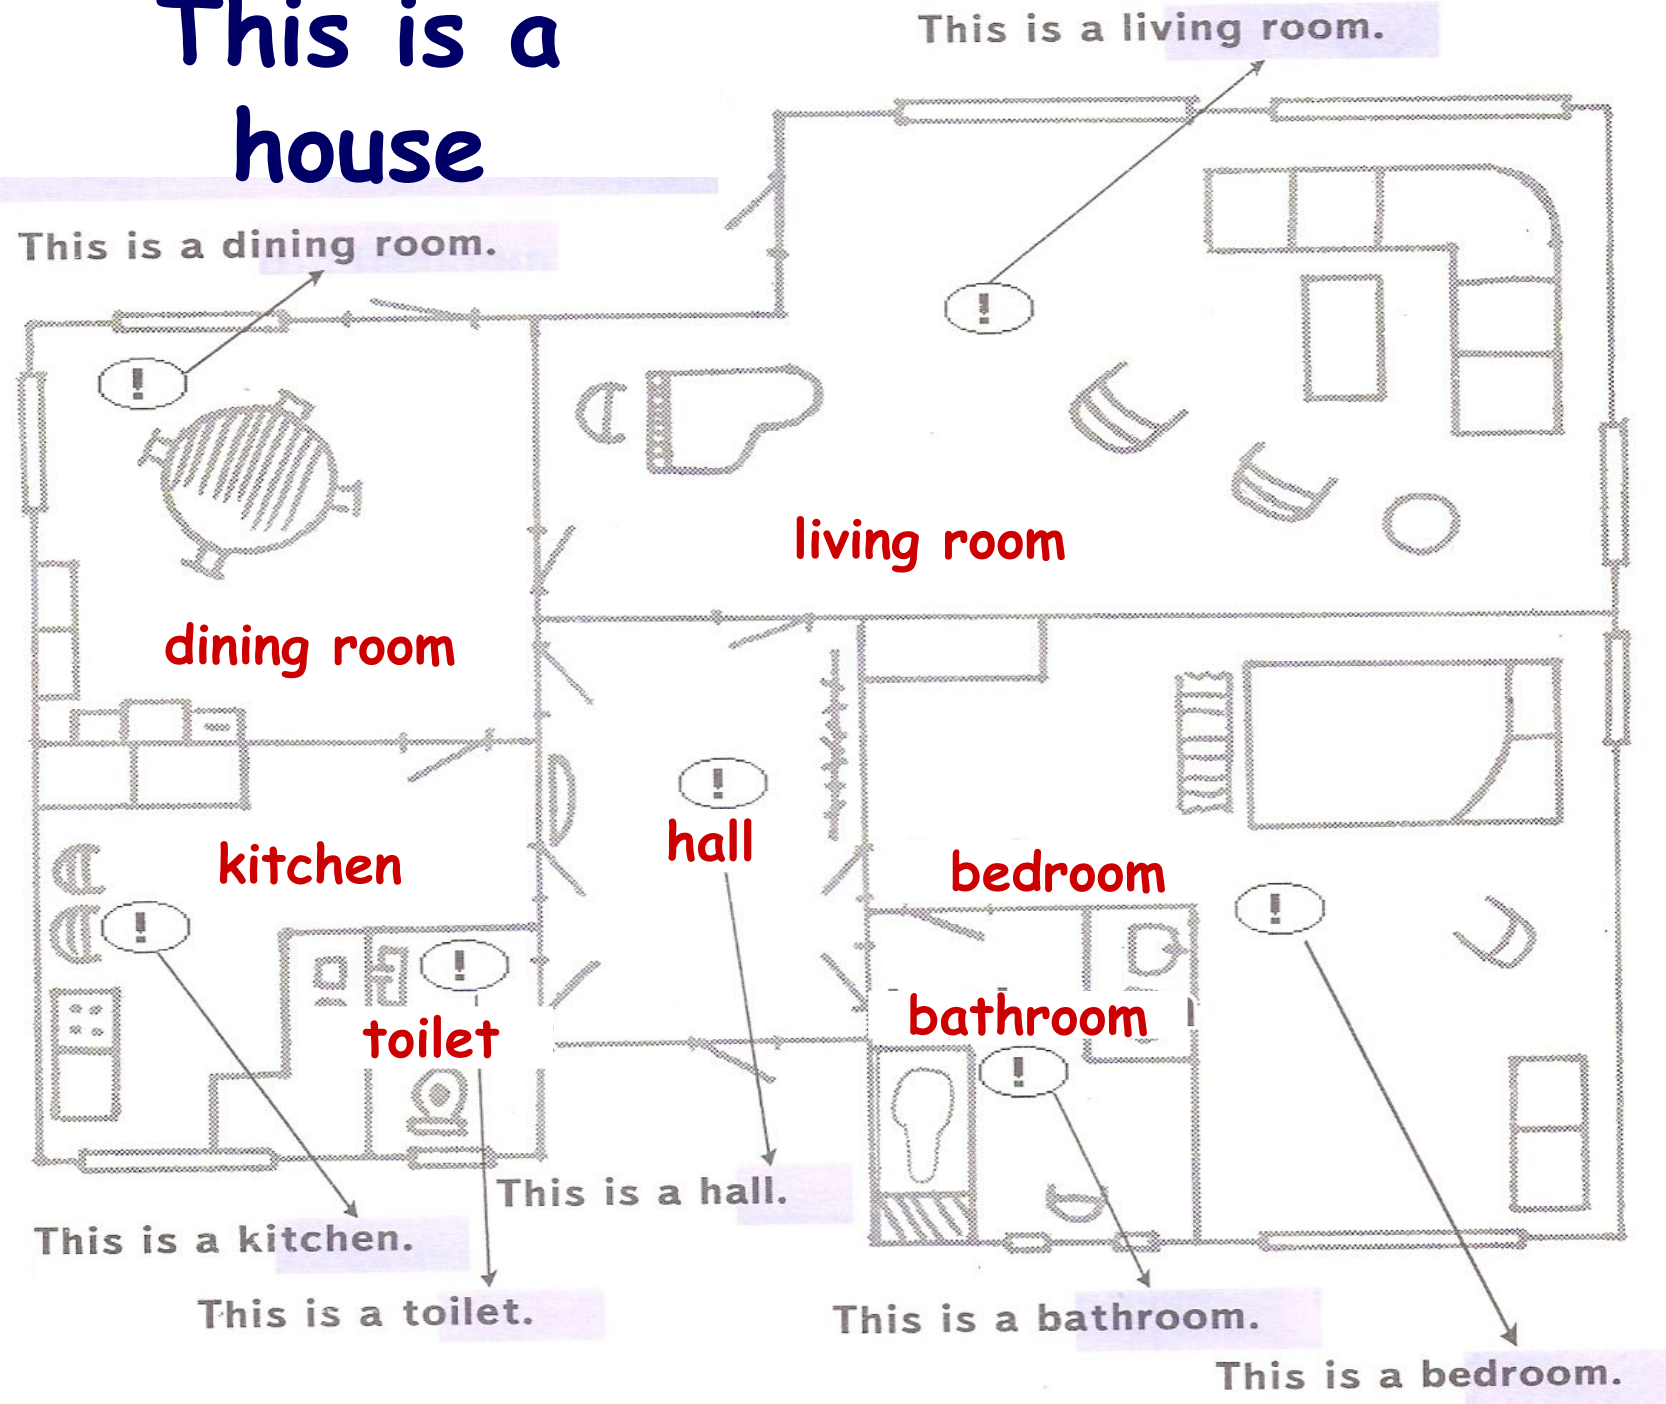 This is a
house
This is a living room.
This is a dining room.
!
!
living room
dining room
!
hall
kitchen
bedroom
!
!
!
toilet
bathroom
!
This is a hall.
This is a kitchen.
This is a toilet.
This is a bathroom.
This is a bedroom.